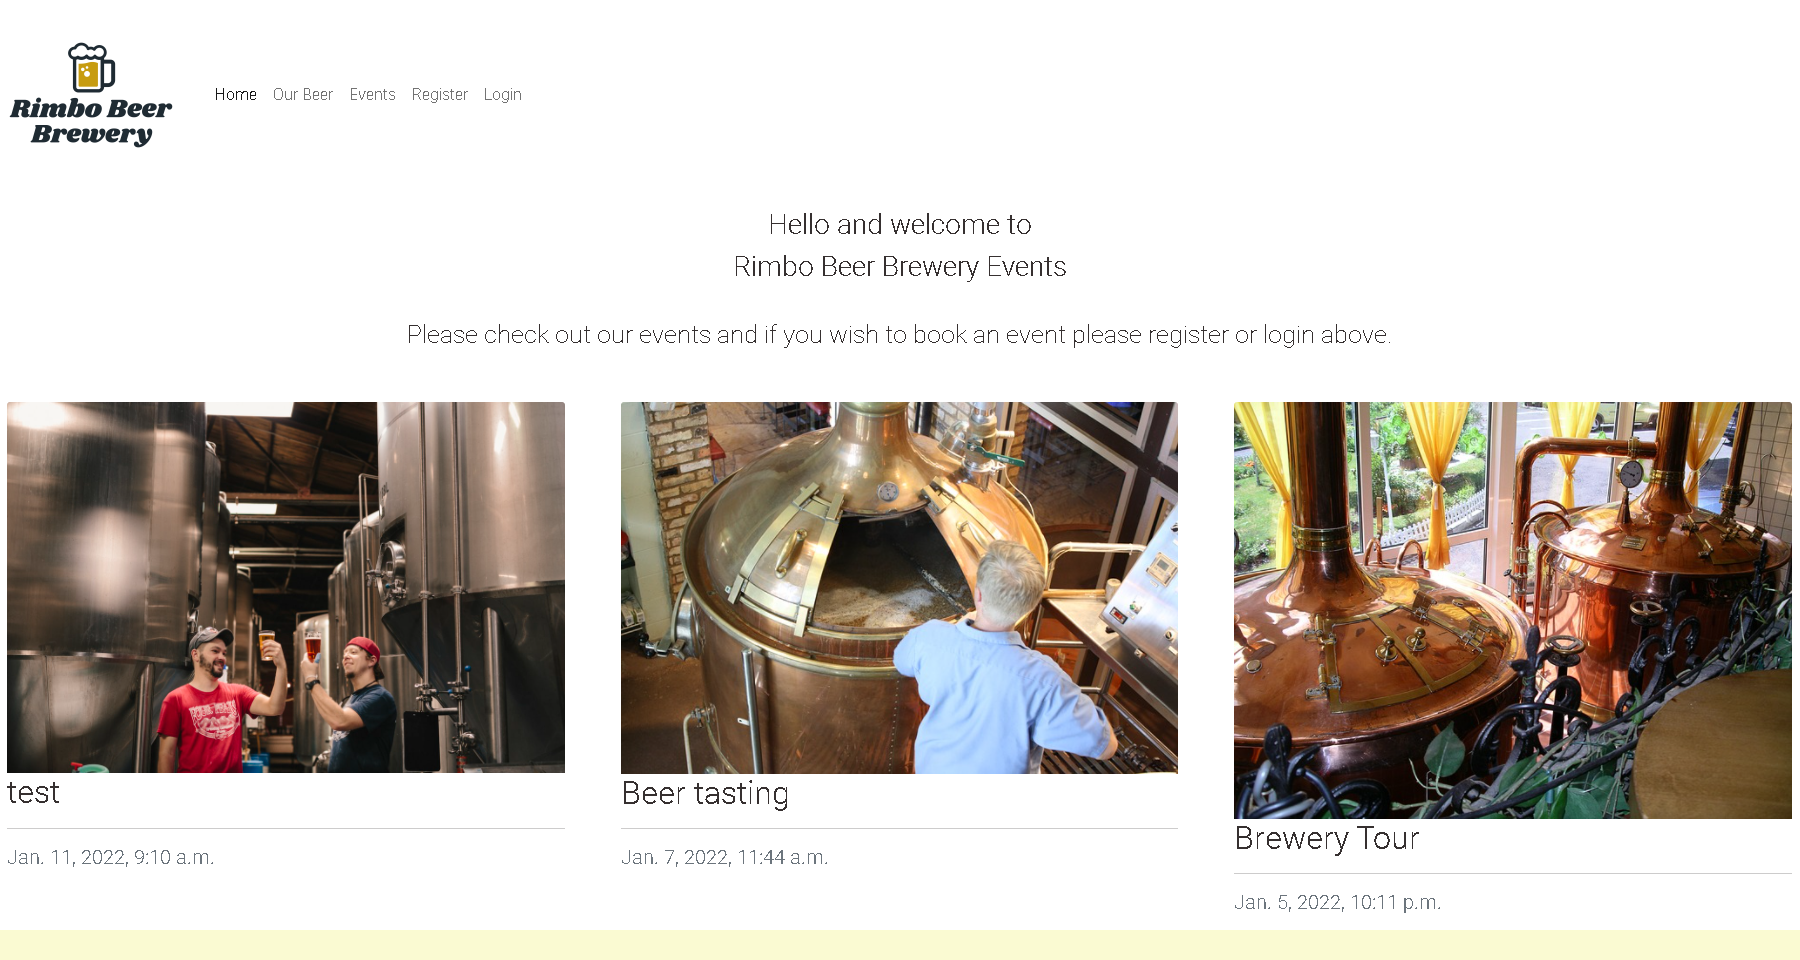 Rimbo Beer
Brewery
Home Our Beer Events Register Login
Hello and welcome to
Rimbo Beer Brewery Events
Please check out our events and if you wish to book an event please register or login above.
test
Jan. 11, 2022, 9:10 a.m.
Beer tasting
Jan. 7, 2022, 11:44 a.m.
Brewery Tour
Jan. 5, 2022, 10:11 p.m.